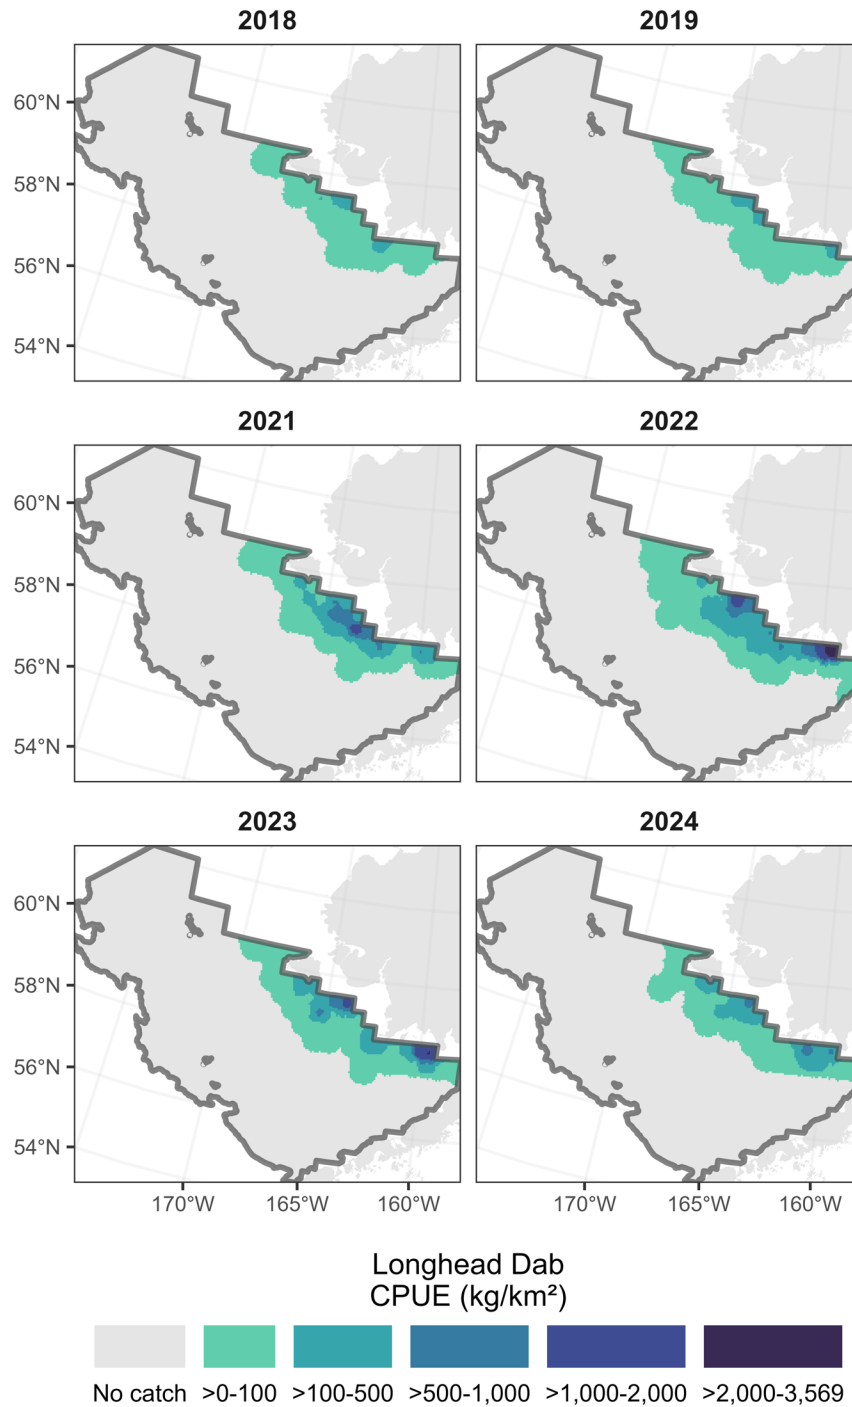 2018 2019
60°N
58°N
56°N
54°N
2021 2022
60°N
58°N
56°N
54°N
2023 2024
60°N
58°N
56°N
54°N
170°W 165°W 160°W 170°W 165°W 160°W
Longhead Dab
CPUE (kg/km²)
No catch >0-100 >100-500 >500-1,000 >1,000-2,000 >2,000-3,569